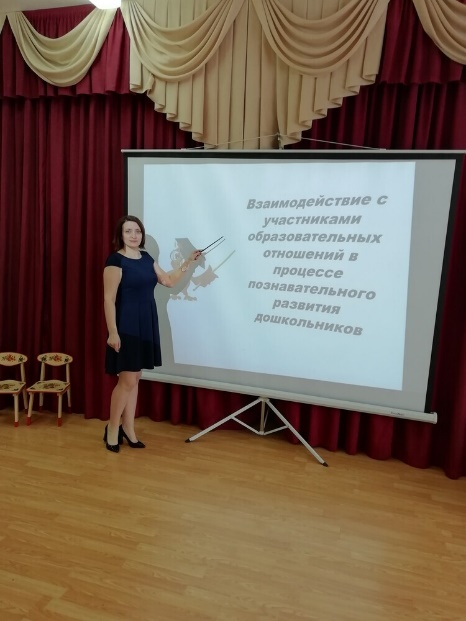 Взаимодействие с
участниками
образовательных
отношений в
процессе
познавательного
развития
дошкольников